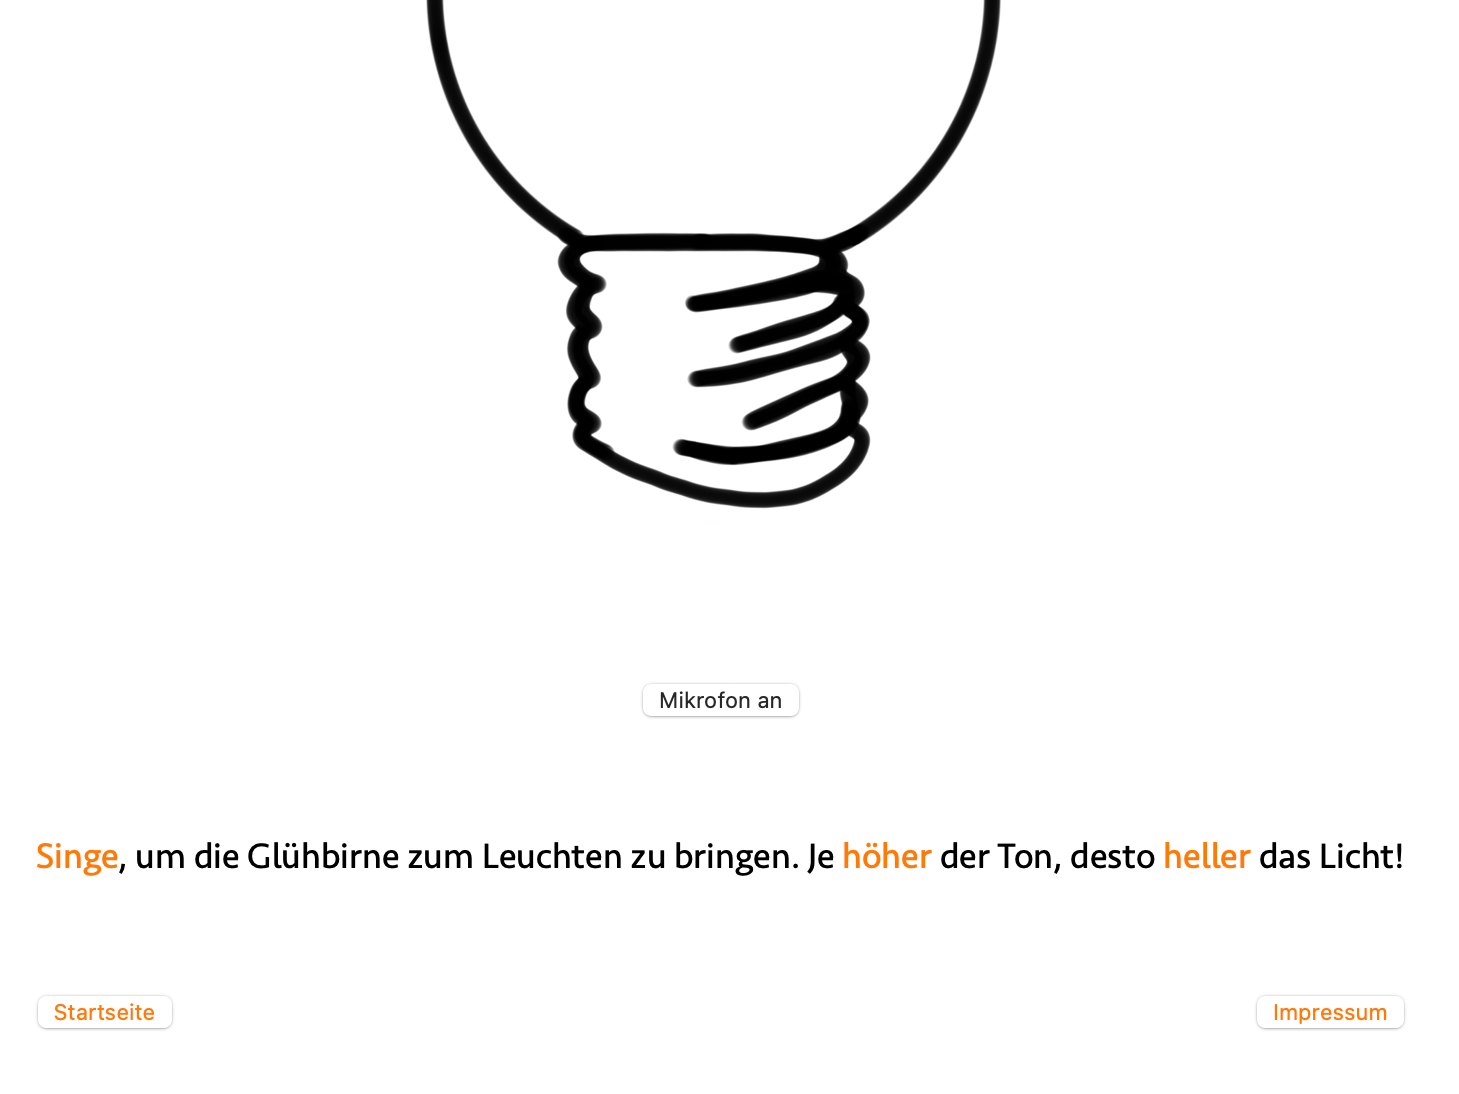 Mikrofon an
Singe, um die Glühbirne zum Leuchten zu bringen. Je höher der Ton, desto heller das Licht!
Startseite
Impressum